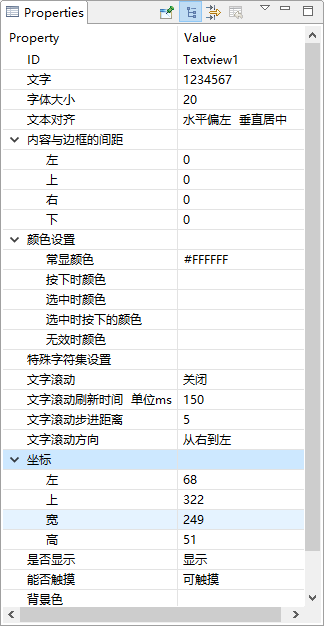 Properties
Property Value
ID Textview1
文字 1234567
字体大小 20
文本对齐 水平偏左 垂直居中
内容与边框的间距
左 0
上 0
右 0
下 0
颜色设置
常显颜色 #FFFFFF
按下时颜色
选中时颜色
选中时按下的颜色
无效时颜色
特殊字符集设置
文字滚动 关闭
文字滚动刷新时间 单位ms 150
文字滚动步进距离 5
文字滚动方向 从右到左
坐标
左 68
上 322
宽 249
高 51
是否显示 显示
能否触摸 可触摸
背景色